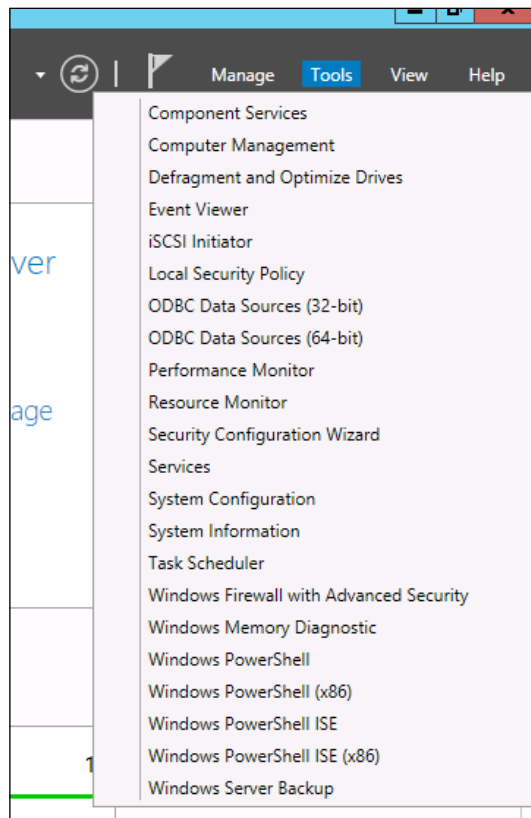 Manage Tools View Help
Component Services
Computer Management
Defragment and Optimize Drives
Event Viewer
iSCSI Initiator
ver
Local Security Policy
ODBC Data Sources (32-bit)
ODBC Data Sources (64-bit)
Performance Monitor
Resource Monitor
age
Security Configuration Wizard
Services
System Configuration
System Information
Task Scheduler
Windows Firewall with Advanced Security
Windows Memory Diagnostic
Windows PowerShell
Windows PowerShell (x86)
Windows PowerShell ISE
Windows PowerShell ISE (x86)
1
Windows Server Backup